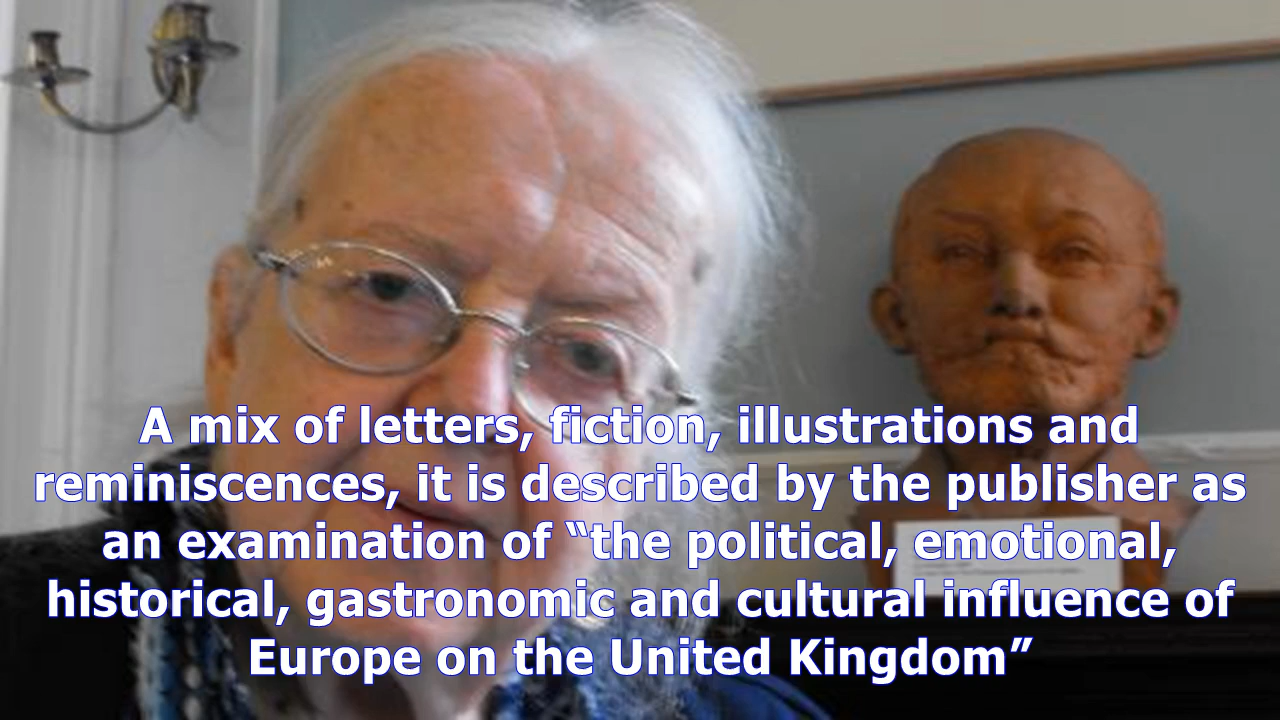 A mix of letters, fiction, illustrations and
reminiscences, it is described by the publisher as
an examination of “the political, emotional,
historical, gastronomic and cultural influence of
Europe on the United Kingdom”